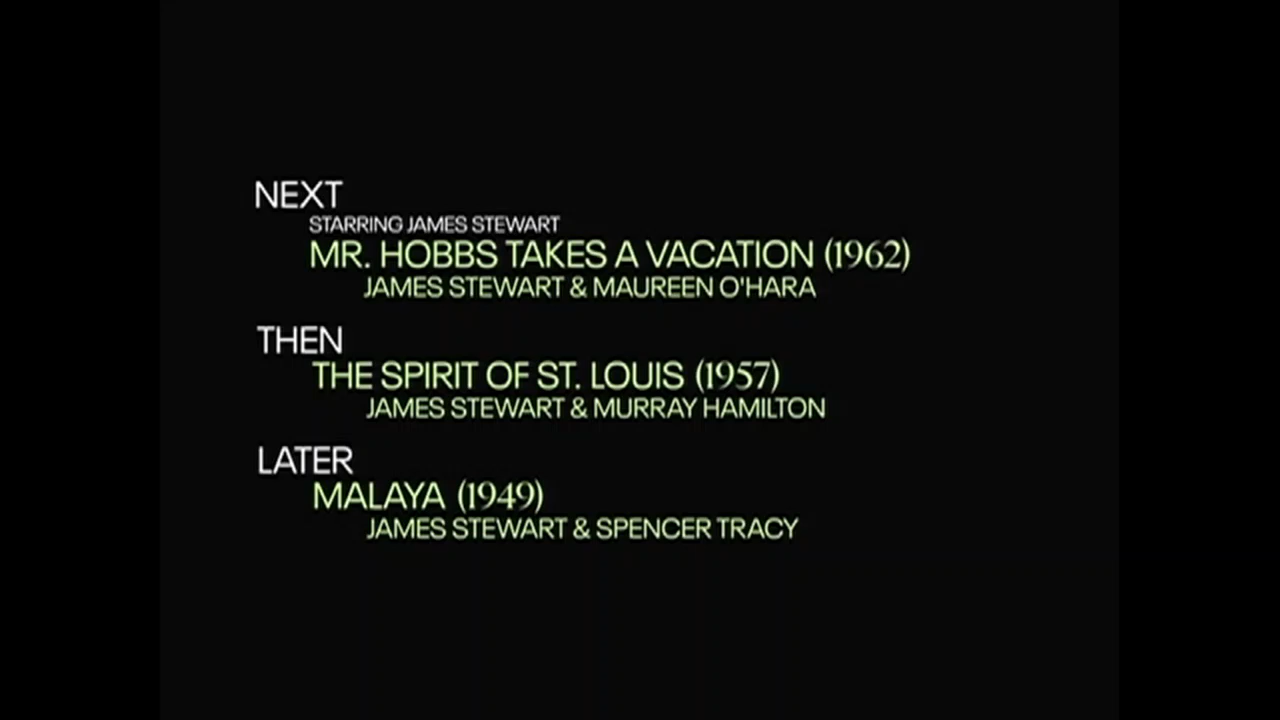 NEXT
STARRING JAMES STEWART
MR. HOBBS TAKES A VACATION (1962)
JAMES STEWART & MAUREEN O'HARA
THEN
THE SPIRIT OF ST. LOUIS (1957)
JAMES STEWART & MURRAY HAMILTON
LATER
MALAYA (1949)
JAMES STEWART & SPENCER TRACY